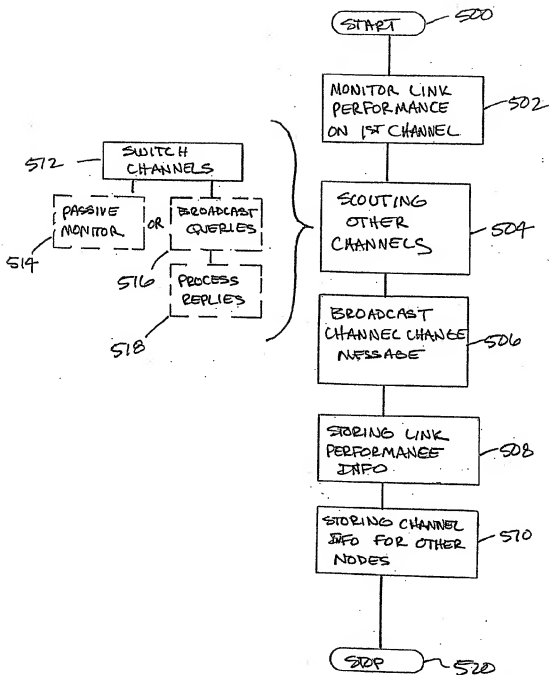 START
500
MONITOR LINK
PERFORMANCE
ON 1ST CHANNEL
502
SWITCH
CHANNELS
512
PASSIVE
MONITOR
514
OR
BROADCAST
QUERIES
516
PROCESS
REPLIES
518
SCOUTING
OTHER
CHANNELS
504
BROADCAST
CHANNEL CHANGE
MESSAGE
506
STORING LINK
PERFORMANCE
INFO
508
STORING CHANNEL
INFO FOR OTHER
NODES
510
STOP
520